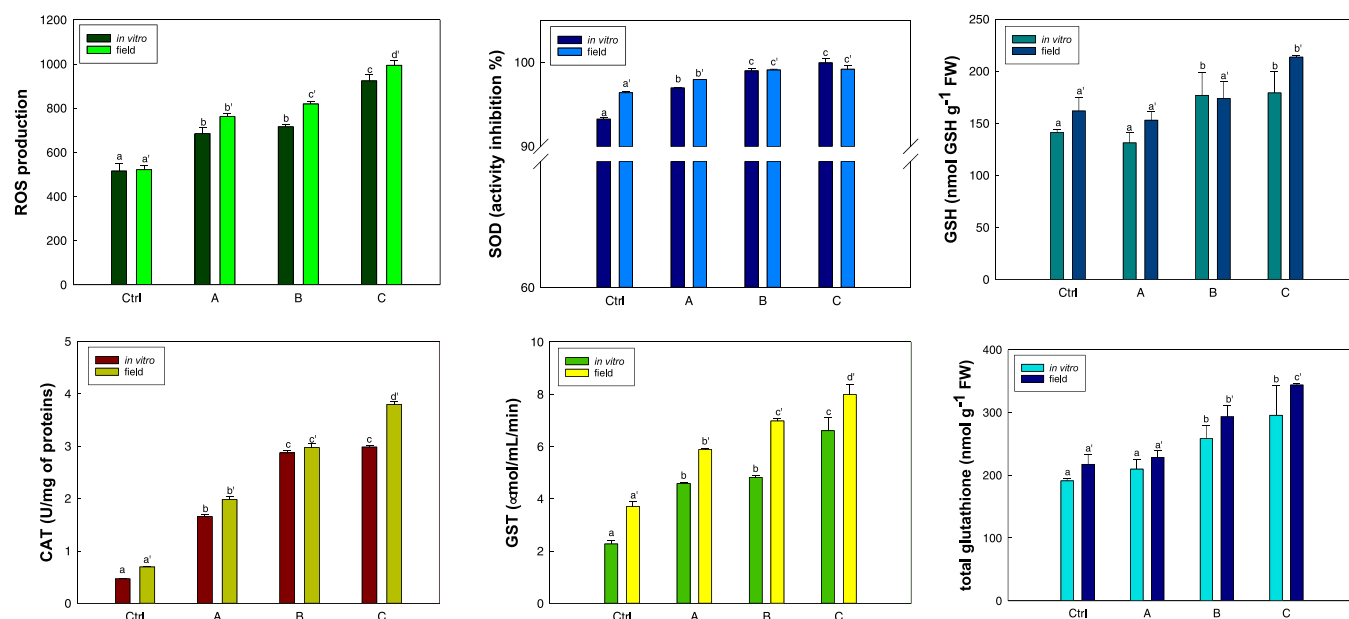 ROS production
1200
1000
800
600
400
200
0
in vitro
field
a
a'
b
b'
b
c'
c
d'
Ctrl
A
B
C
SOD (activity inhibition %)
100
90
60
in vitro
field
a
a'
b
b'
c
c'
c
c'
Ctrl
A
B
C
GSH (nmol GSH g-1 FW)
250
200
150
100
50
0
in vitro
field
a
a'
a
a'
b
a'
b
b'
Ctrl
A
B
C
CAT (U/mg of proteins)
5
4
3
2
1
0
in vitro
field
a
a'
b
b'
c
c'
c
d'
Ctrl
A
B
C
GST (αmol/mL/min)
10
8
6
4
2
0
in vitro
field
a
a'
b
b'
b
c'
c
d'
Ctrl
A
B
C
total glutathione (nmol g-1 FW)
400
300
200
100
0
in vitro
field
a
a'
a
a'
b
b'
b
c'
Ctrl
A
B
C